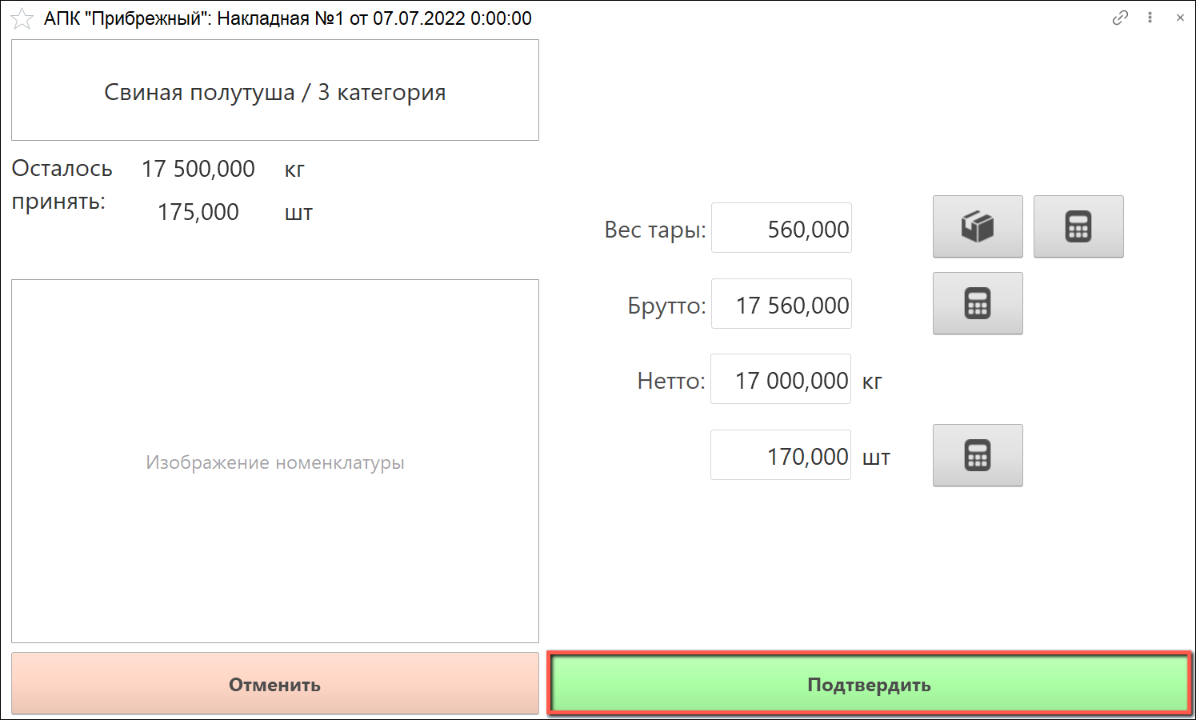 АПК "Прибрежный": Накладная №1 от 07.07.2022 0:00:00
Свиная полутуша / 3 категория
Осталось принять:
17 500,000 кг
175,000 шт
Вес тары: 560,000
Брутто: 17 560,000
Нетто: 17 000,000 кг
170,000 шт
Изображение номенклатуры
Отменить
Подтвердить